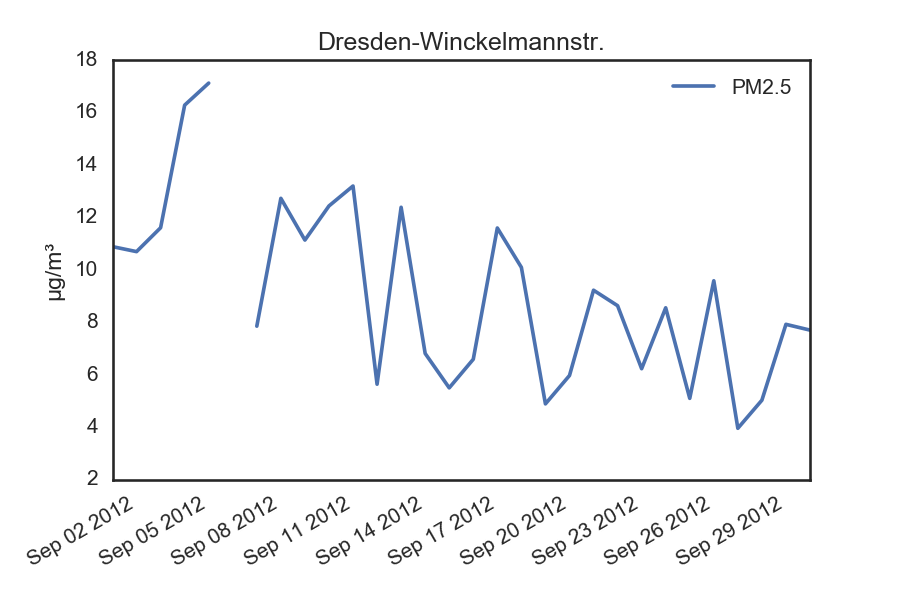 Dresden-Winckelmannstr.
18
16
14
12
10
8
6
4
2
µg/m³
PM2.5
Sep 02 2012
Sep 05 2012
Sep 08 2012
Sep 11 2012
Sep 14 2012
Sep 17 2012
Sep 20 2012
Sep 23 2012
Sep 26 2012
Sep 29 2012